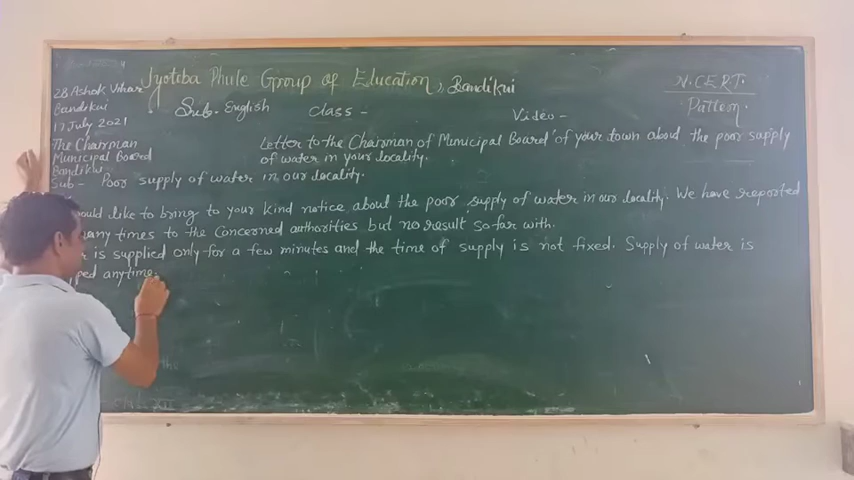 Jyoteba Phule Group of Education, Bandikui
N.C.E.R.T.
Pattern.
Sub- English Class - Video -
28 Ashok Vihar
Bandikui
17 July 2021
The Chairman
Municipal Board
Bandikui
Letter to the Chairman of Municipal Board of your town about the poor supply
of water in your locality.
Sub - Poor supply of water in our locality.
ould like to bring to your kind notice about the poor supply of water in our locality. We have reported
many times to the concerned authorities but no result so far with.
r is supplied only for a few minutes and the time of supply is not fixed. Supply of water is
ped anytime.